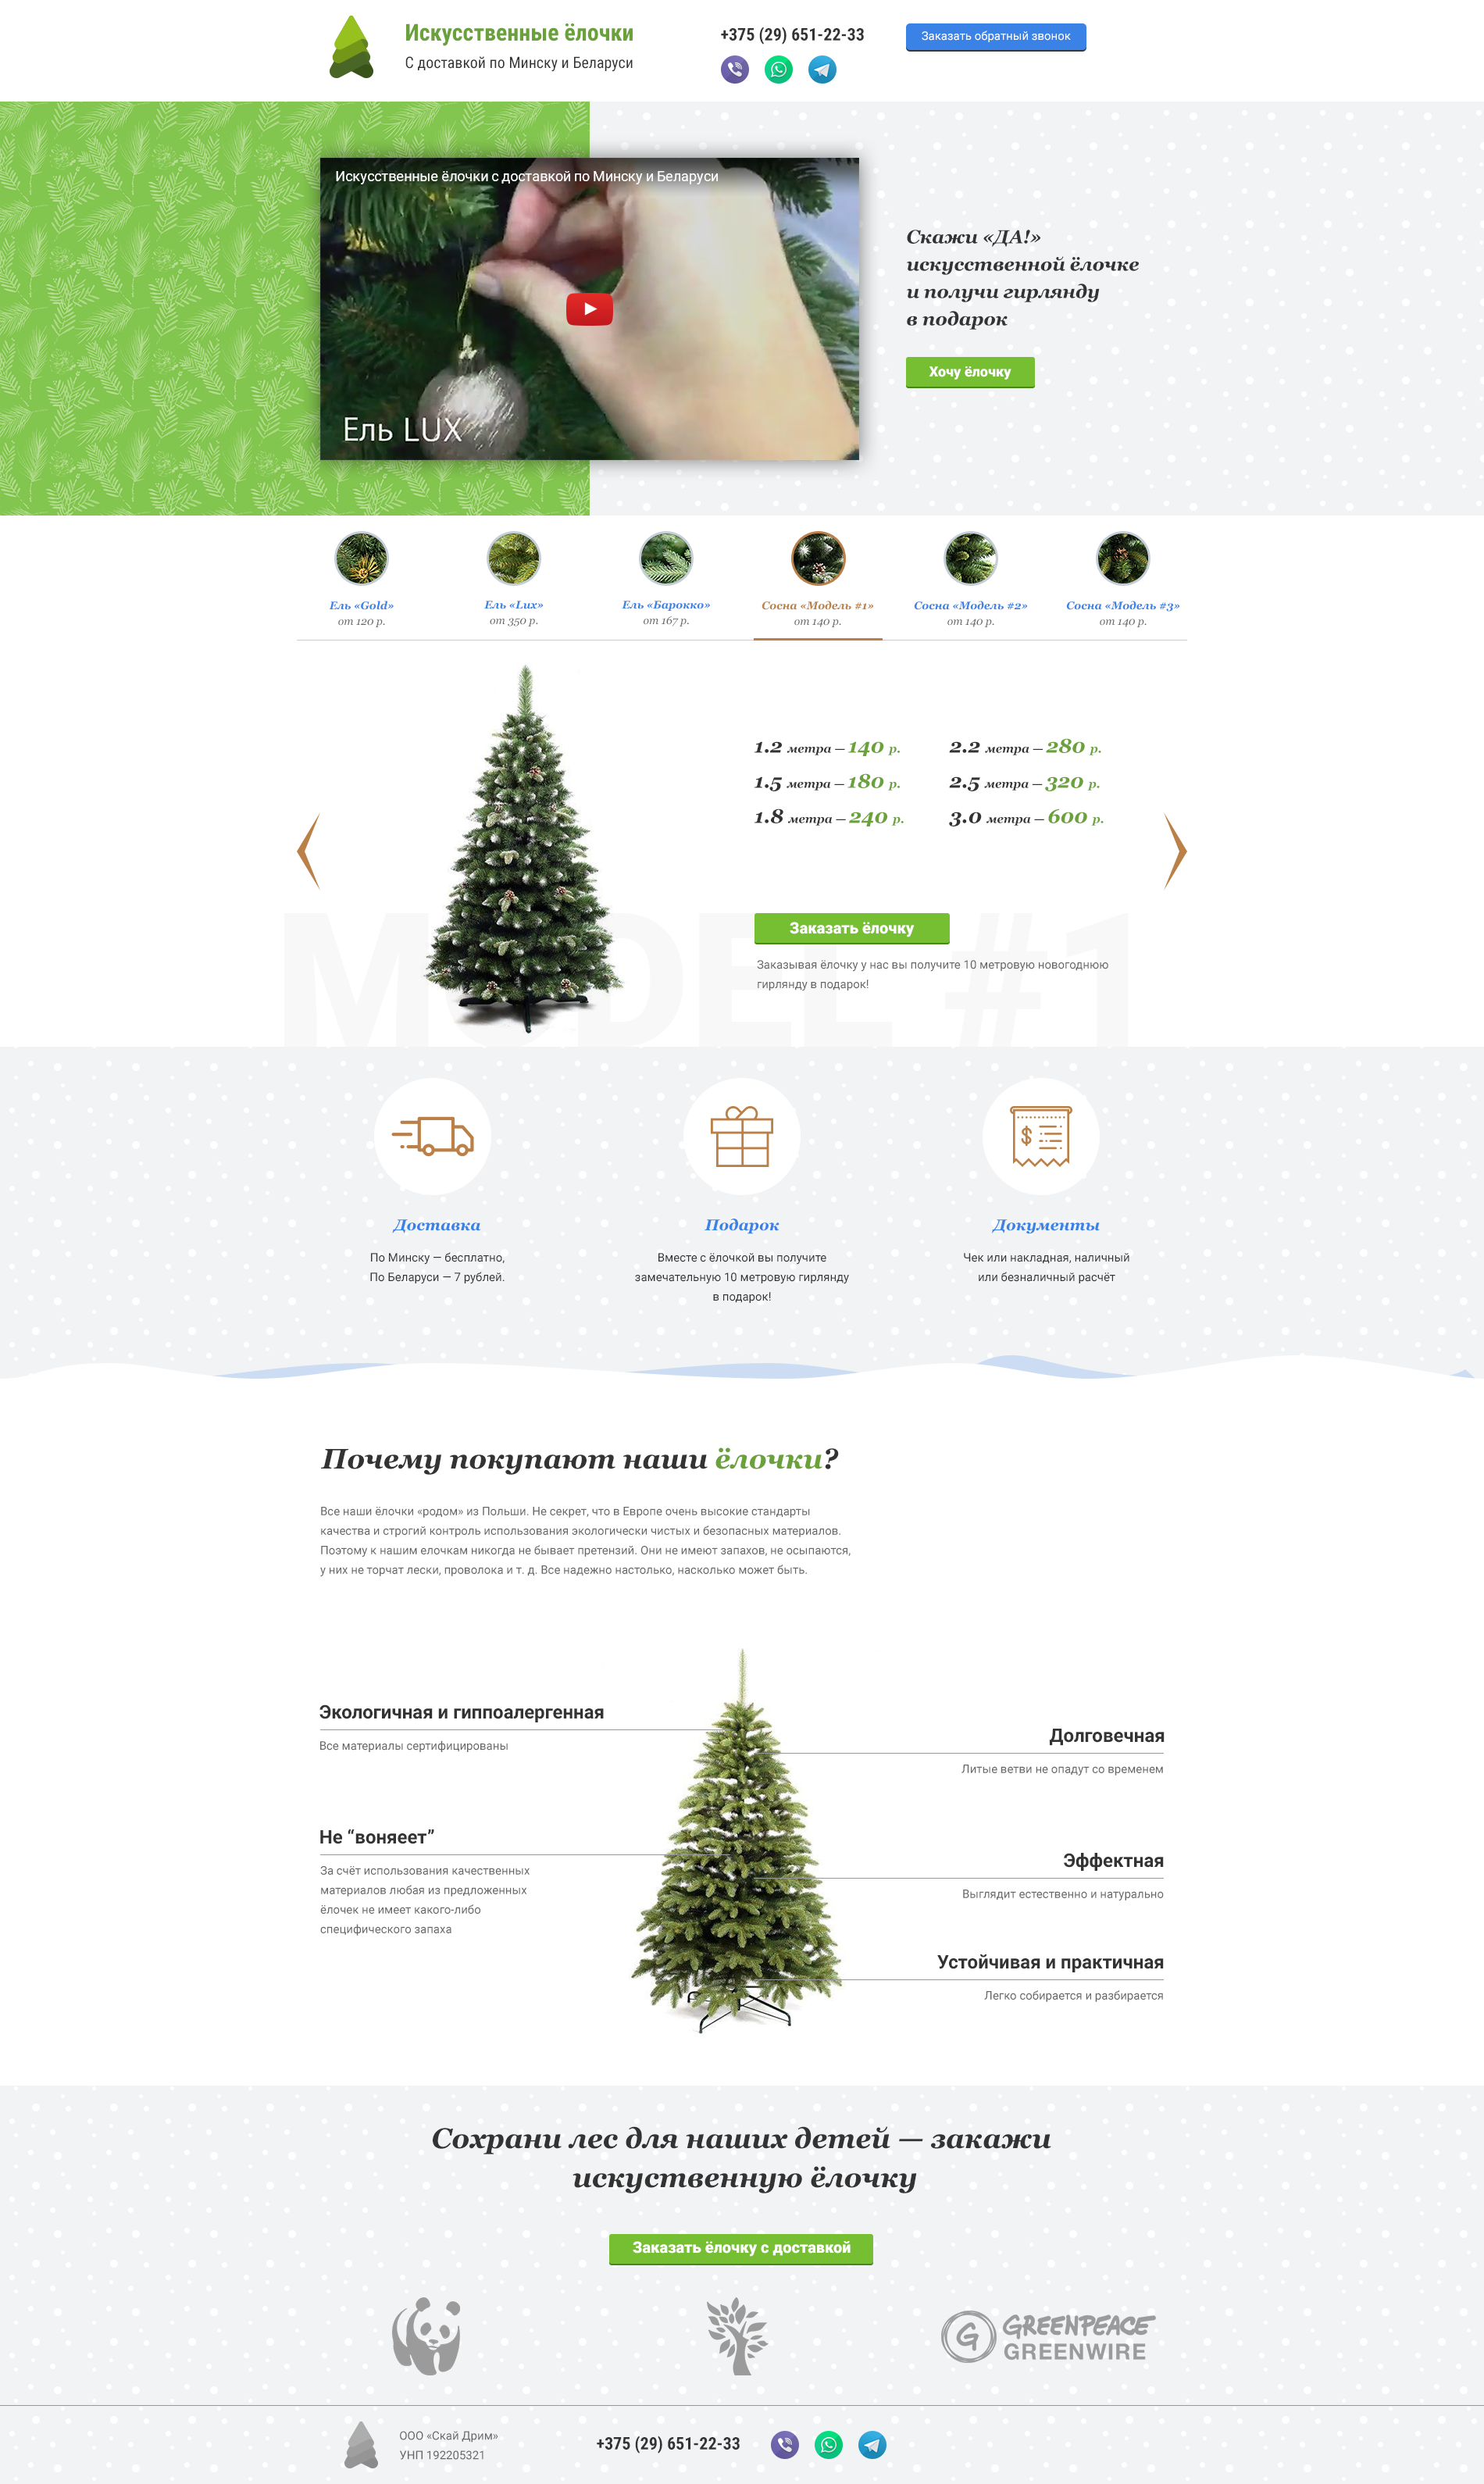 Искусственные ёлочки
С доставкой по Минску и Беларуси
+375 (29) 651-22-33
Заказать обратный звонок
Искусственные ёлочки с доставкой по Минску и Беларуси
Ель LUX
Скажи «ДА!»
искусственной ёлочке
и получи гирлянду
в подарок
Хочу ёлочку
Ель «Gold»
от 120 р.
Ель «Lux»
от 350 р.
Ель «Барокко»
от 167 р.
Сосна «Модель #1»
от 140 р.
Сосна «Модель #2»
от 140 р.
Сосна «Модель #3»
от 140 р.
1.2 метра — 140 р.
1.5 метра — 180 р.
1.8 метра — 240 р.
2.2 метра — 280 р.
2.5 метра — 320 р.
3.0 метра — 600 р.
MODEL #1
Заказать ёлочку
Заказывая ёлочку у нас вы получите 10 метровую новогоднюю
гирлянду в подарок!
Доставка
По Минску — бесплатно,
По Беларуси — 7 рублей.
Подарок
Вместе с ёлочкой вы получите
замечательную 10 метровую гирлянду
в подарок!
$
Документы
Чек или накладная, наличный
или безналичный расчёт
Почему покупают наши ёлочки?
Все наши ёлочки «родом» из Польши. Не секрет, что в Европе очень высокие стандарты
качества и строгий контроль использования экологически чистых и безопасных материалов.
Поэтому к нашим елочкам никогда не бывает претензий. Они не имеют запахов, не осыпаются,
у них не торчат лески, проволока и т. д. Все надежно настолько, насколько может быть.
Экологичная и гиппоалергенная
Все материалы сертифицированы
Долговечная
Литые ветви не опадут со временем
Не “воняеет”
За счёт использования качественных
материалов любая из предложенных
ёлочек не имеет какого-либо
специфического запаха
Эффектная
Выглядит естественно и натурально
Устойчивая и практичная
Легко собирается и разбирается
Сохрани лес для наших детей — закажи
искуственную ёлочку
Заказать ёлочку с доставкой
G
GREENPEACE
GREENWIRE
ООО «Скай Дрим»
УНП 192205321
+375 (29) 651-22-33